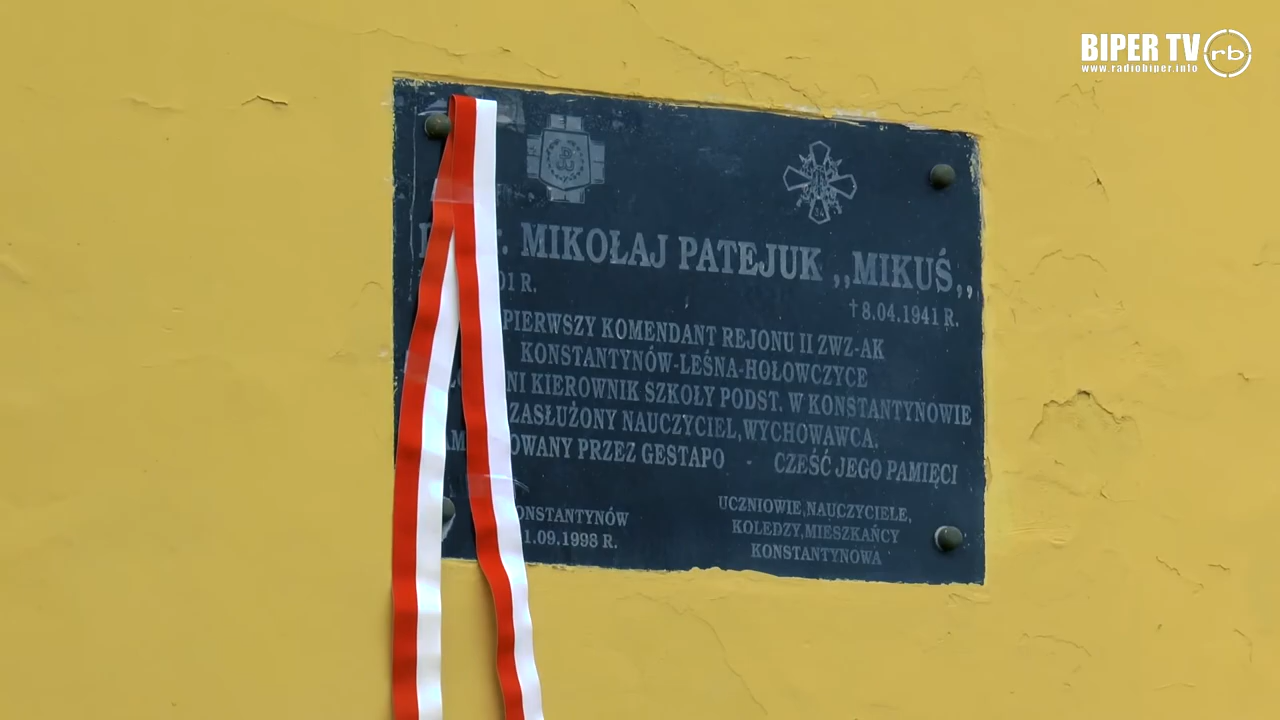 BIPER TV rb
www.radiobiper.info
MIKOŁAJ PATEJUK ,,MIKUŚ,,
01 R.
† 8.04.1941 R.
PIERWSZY KOMENDANT REJONU II ZWZ-AK
KONSTANTYNÓW-LEŚNA-HOŁOWCZYCE
KIEROWNIK SZKOŁY PODST. W KONSTANTYNOWIE
ZASŁUŻONY NAUCZYCIEL,WYCHOWAWCA.
PRZEZ GESTAPO - CZEŚĆ JEGO PAMIĘCI
UCZNIOWIE,NAUCZYCIELE,
KOLEDZY,MIESZKAŃCY
KONSTANTYNOWA
ONSTANTYNÓW
1.09.1998 R.